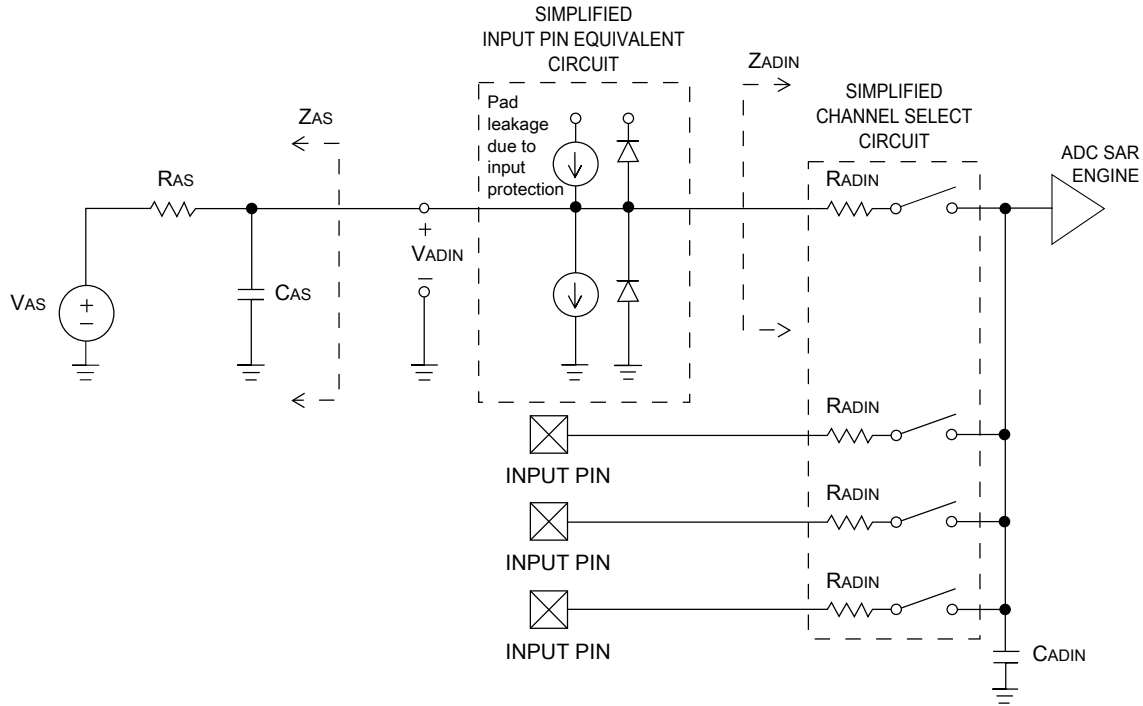 SIMPLIFIED
INPUT PIN EQUIVALENT
CIRCUIT
ZADIN
SIMPLIFIED
CHANNEL SELECT
CIRCUIT
Pad
leakage
due to
input
protection
ZAS
ADC SAR
ENGINE
RAS
RADIN
+
VADIN
–
VAS
+
–
CAS
RADIN
INPUT PIN
RADIN
INPUT PIN
RADIN
INPUT PIN
CADIN